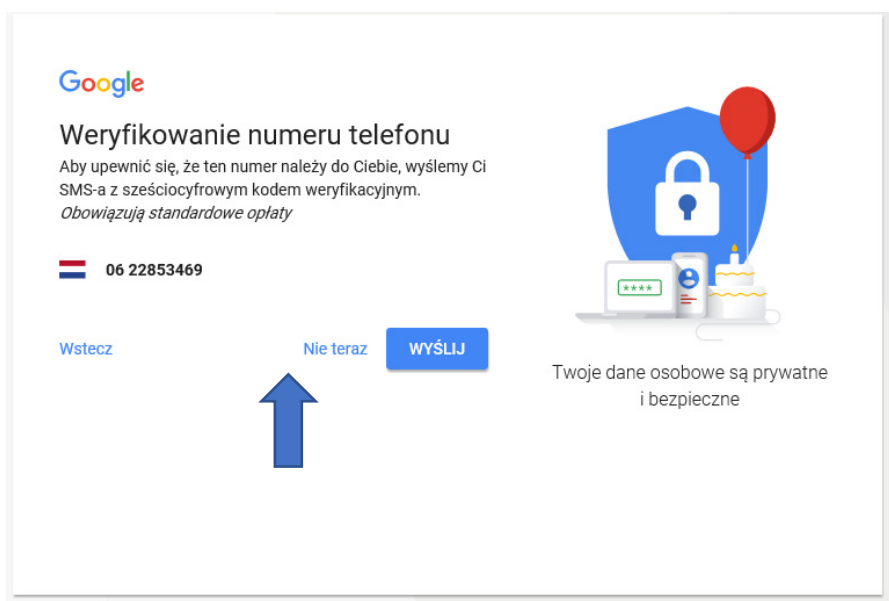 Google
Weryfikowanie numeru telefonu
Aby upewnić się, że ten numer należy do Ciebie, wyślemy Ci
SMS-a z sześciocyfrowym kodem weryfikacyjnym.
Obowiązują standardowe opłaty
06 22853469
Wstecz
Nie teraz
WYŚLIJ
****
Twoje dane osobowe są prywatne
i bezpieczne